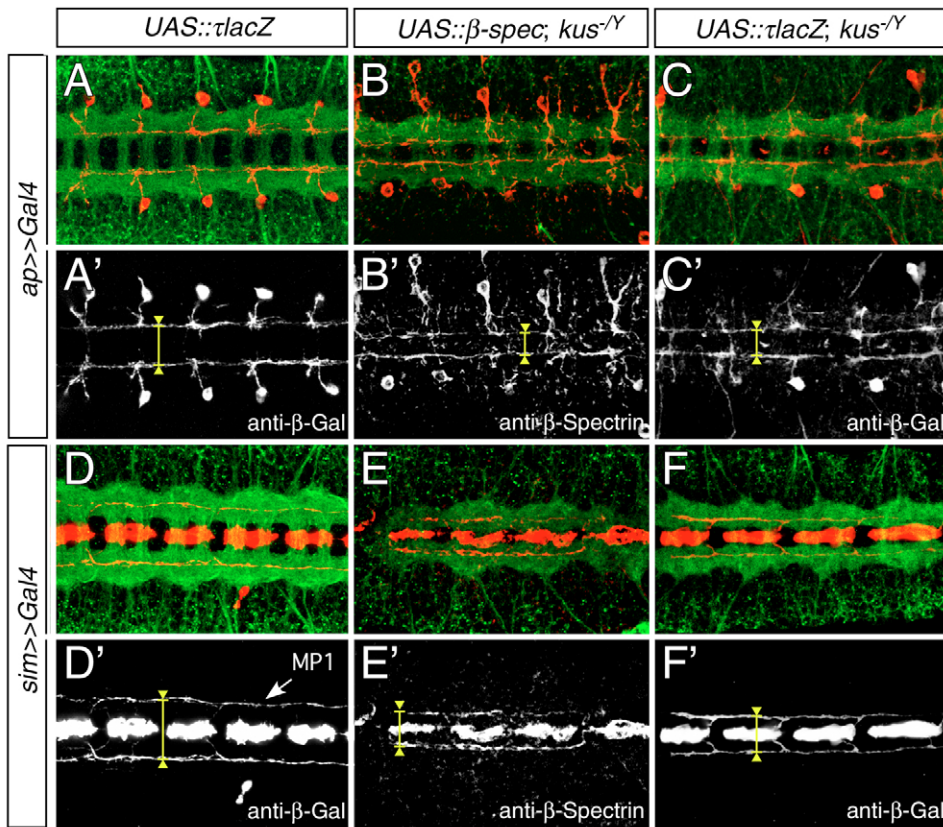 UAS::τlacZ
UAS::β-spec; kus-/Y
UAS::τlacZ; kus-/Y
ap>>Gal4
A
B
C
A’
anti-β-Gal
B’
anti-β-Spectrin
C’
anti-β-Gal
sim>>Gal4
D
E
F
D’
MP1
anti-β-Gal
E’
anti-β-Spectrin
F’
anti-β-Gal